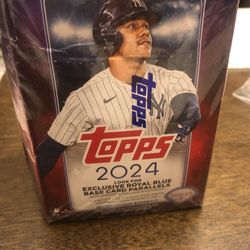 topps
TOPPS
2024
LOOK FOR
EXCLUSIVE ROYAL BLUE
BASE CARD PARALLELS